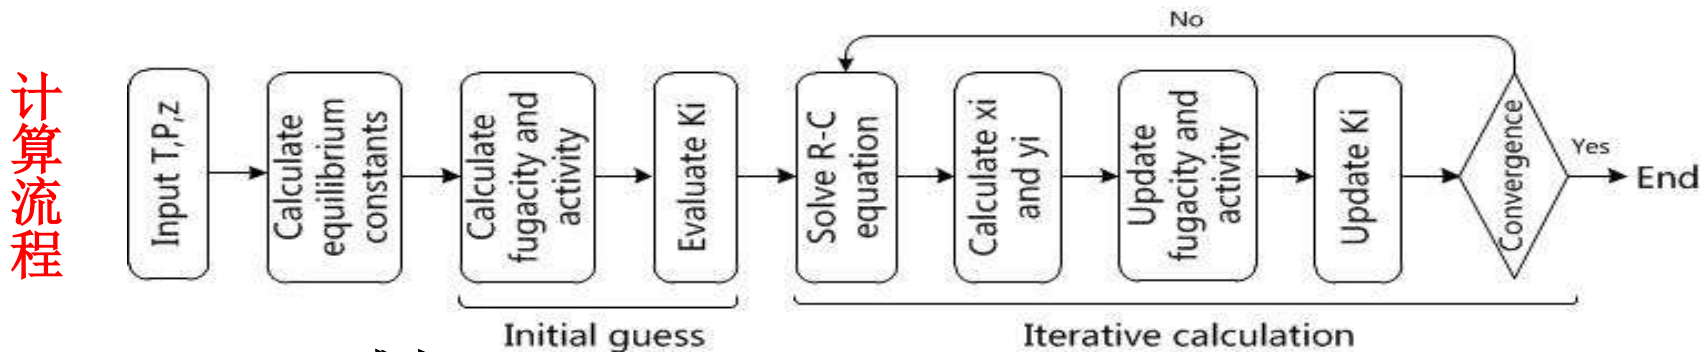 计算流程
Input T,P,z
Calculate
equilibrium
constants
Calculate
fugacity and
activity
Evaluate Ki
Solve R-C
equation
Calculate xi
and yi
Update
fugacity and
activity
Update Ki
Convergence
No
Yes
End
Initial guess
Iterative calculation